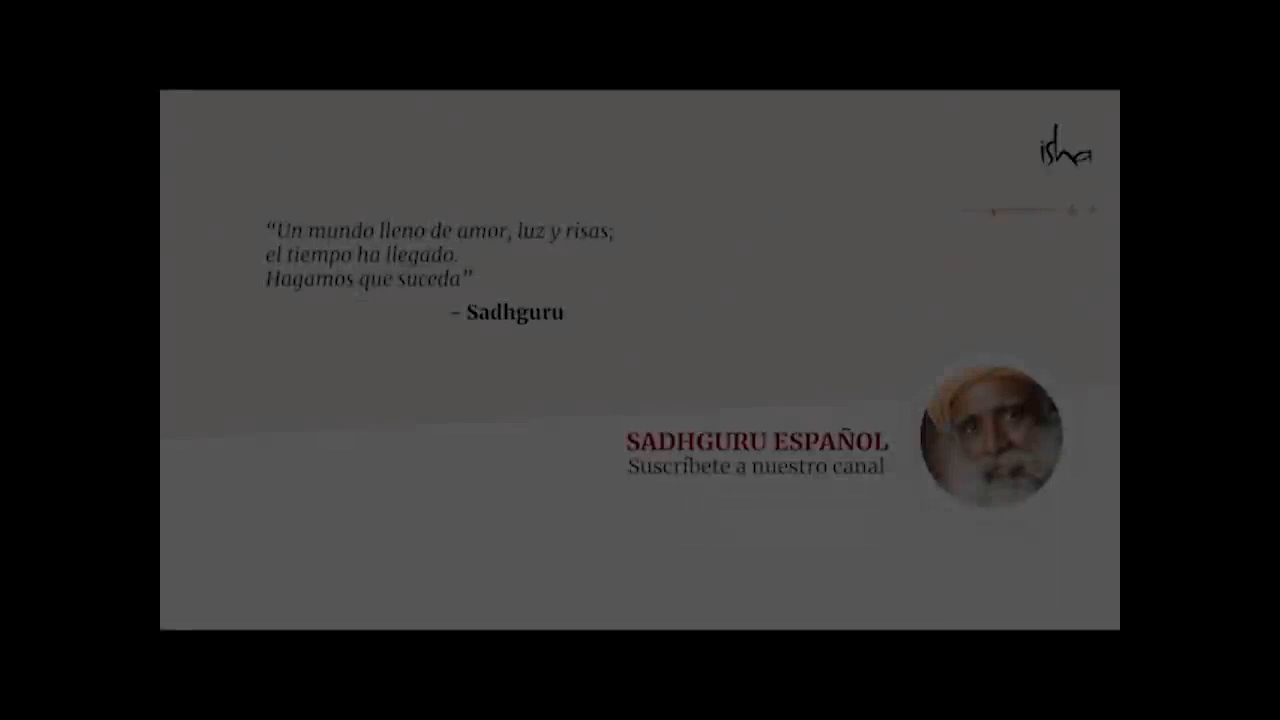 isha
“Un mundo lleno de amor, luz y risas;
el tiempo ha llegado.
Hagamos que suceda”
– Sadhguru
SADHGURU ESPAÑOL
Suscríbete a nuestro canal